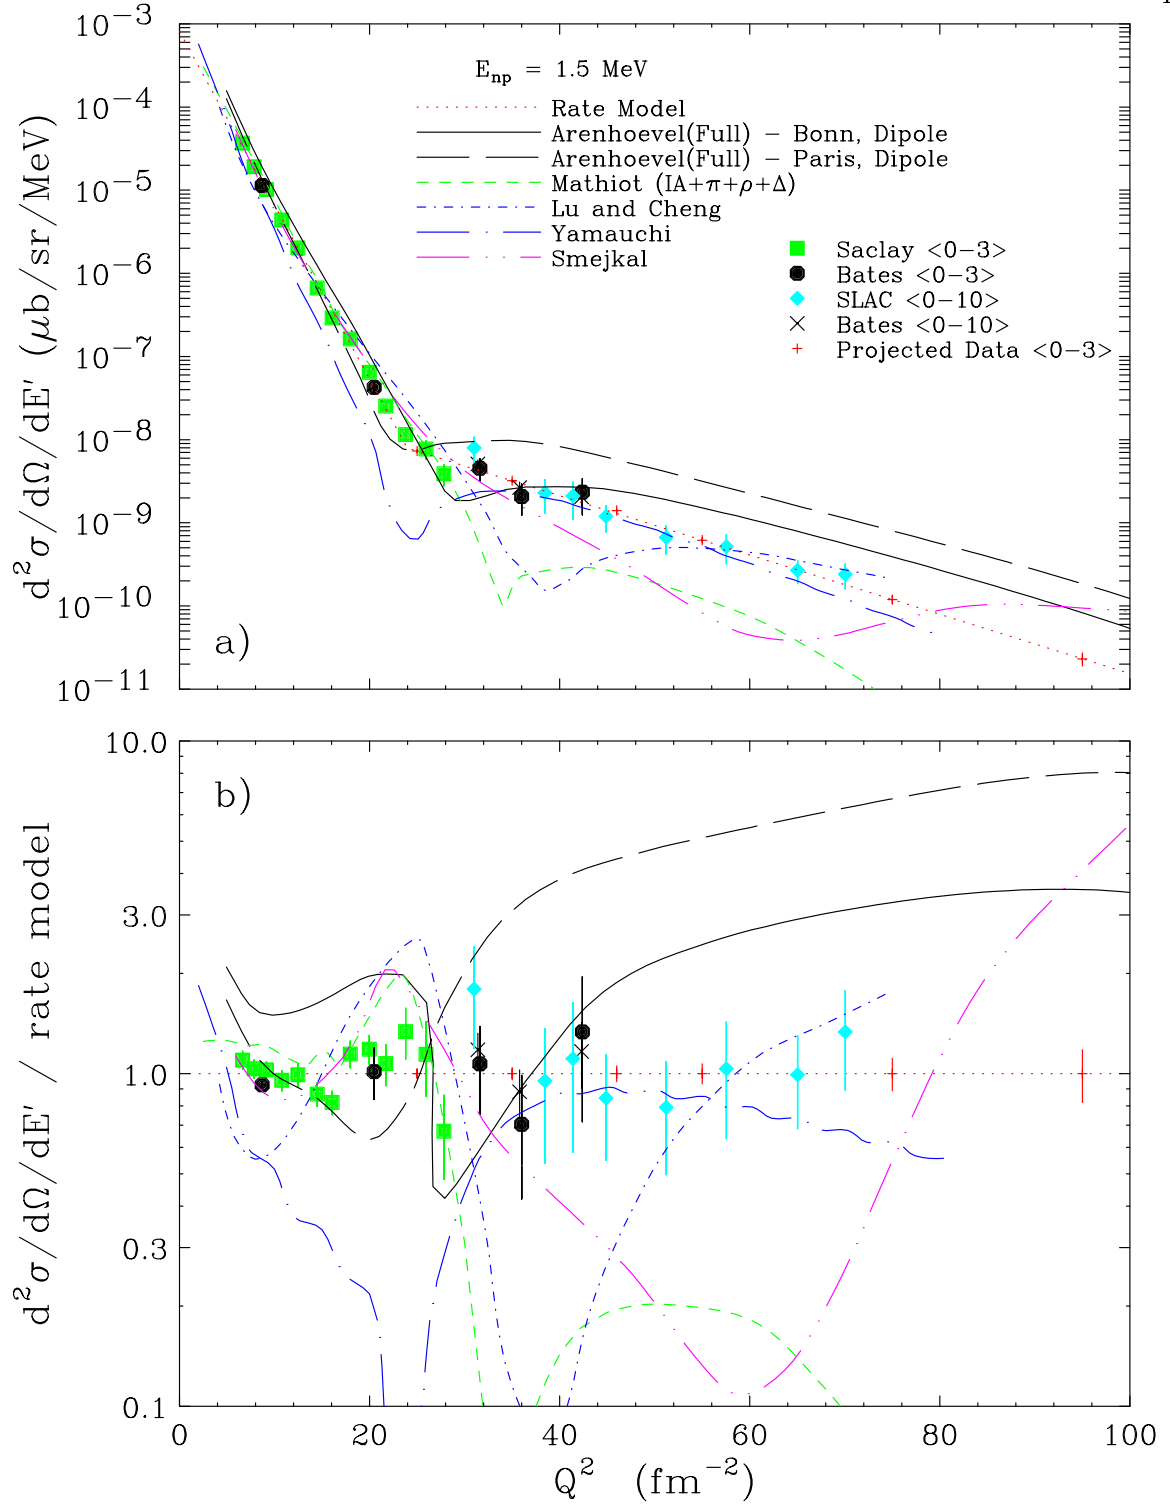 10⁻³
10⁻⁴
10⁻⁵
10⁻⁶
10⁻⁷
10⁻⁸
10⁻⁹
10⁻¹⁰
10⁻¹¹
d²σ/dΩ/dE′ (μb/sr/MeV)
E_np = 1.5 MeV
Rate Model
Arenhoevel(Full) − Bonn, Dipole
Arenhoevel(Full) − Paris, Dipole
Mathiot (IA+π+ρ+Δ)
Lu and Cheng
Yamauchi
Smejkal
Saclay <0−3>
Bates <0−3>
SLAC <0−10>
Bates <0−10>
Projected Data <0−3>
a)
10.0
3.0
1.0
0.3
0.1
d²σ/dΩ/dE′ / rate model
b)
0 20 40 60 80 100
Q² (fm⁻²)